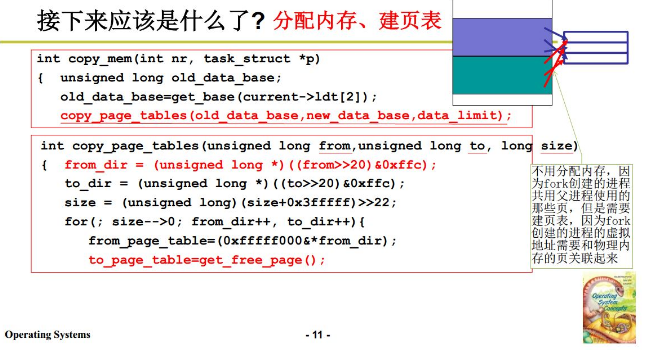 接下来应该是什么了? 分配内存、建页表
int copy_mem(int nr, task_struct *p)
{ unsigned long old_data_base;
old_data_base=get_base(current->ldt[2]);
copy_page_tables(old_data_base,new_data_base,data_limit);
int copy_page_tables(unsigned long from,unsigned long to, long size)
{ from_dir = (unsigned long *)((from>>20)&0xffc);
to_dir = (unsigned long *)((to>>20)&0xffc);
size = (unsigned long)(size+0x3fffff)>>22;
for(; size-->0; from_dir++, to_dir++){
from_page_table=(0xfffff000&*from_dir);
to_page_table=get_free_page();
不用分配内存，因
为fork创建的进程
共用父进程使用的
那些页，但是需要
建页表，因为fork
创建的进程的虚拟
地址需要和物理内
存的页关联起来
Operating
System
Concepts
Operating Systems
- 11 -